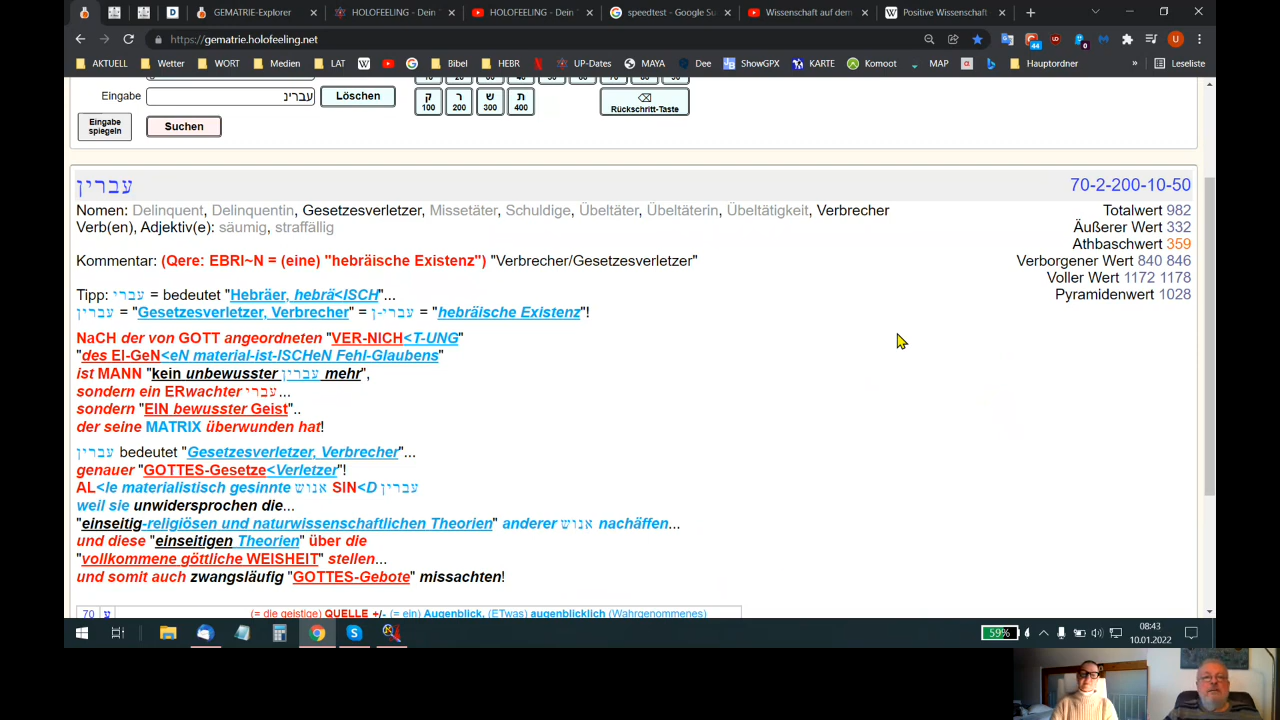 GEMATRIE-Explorer
HOLOFEELING - Dein
HOLOFEELING - Dein
speedtest - Google Su
Wissenschaft auf dem
Positive Wissenschaft
https://gematrie.holofeeling.net
AKTUELL Wetter WORT Medien LAT Bibel HEBR UP-Dates MAYA Dee ShowGPX KARTE Komoot MAP Hauptordner » Leseliste
Eingabe עברינ Löschen
ק ר ש ת
100 200 300 400
Rückschritt-Taste
Eingabe spiegeln
Suchen
עברין 70-2-200-10-50
Nomen: Delinquent, Delinquentin, Gesetzesverletzer, Missetäter, Schuldige, Übeltäter, Übeltäterin, Übeltätigkeit, Verbrecher
Verb(en), Adjektiv(e): säumig, straffällig
Totalwert 982
Äußerer Wert 332
Athbaschwert 359
Verborgener Wert 840 846
Voller Wert 1172 1178
Pyramidenwert 1028
Kommentar: (Qere: EBRI~N = (eine) "hebräische Existenz") "Verbrecher/Gesetzesverletzer"
Tipp: עברי = bedeutet "Hebräer, hebrä<ISCH"...
עברין = "Gesetzesverletzer, Verbrecher" = עברי-ן = "hebräische Existenz"!
NaCH der von GOTT angeordneten "VER-NICH<T-UNG"
"des EI-GeN<eN material-ist-ISCHeN Fehl-Glaubens"
ist MANN "kein unbewusster עברין mehr",
sondern ein ERwachter עברי...
sondern "EIN bewusster Geist"..
der seine MATRIX überwunden hat!
עברין bedeutet "Gesetzesverletzer, Verbrecher"...
genauer "GOTTES-Gesetze<Verletzer"!
AL<le materialistisch gesinnte אנוש SIN<D עברין
weil sie unwidersprochen die...
"einseitig-religiösen und naturwissenschaftlichen Theorien" anderer אנוש nachäffen...
und diese "einseitigen Theorien" über die
"vollkommene göttliche WEISHEIT" stellen...
und somit auch zwangsläufig "GOTTES-Gebote" missachten!
70 ע (= die geistige) QUELLE +/- (= ein) Augenblick, (ETwas) augenblicklich (Wahrgenommenes)
59%
08:43
10.01.2022